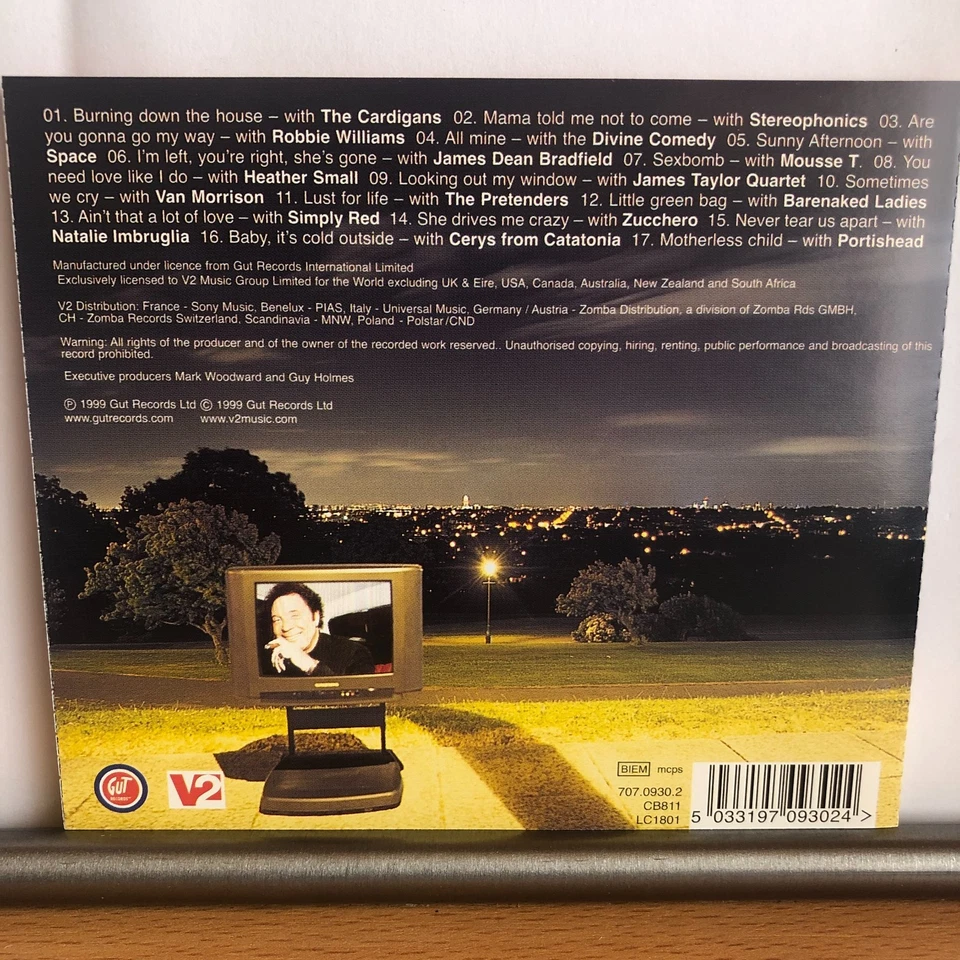 01. Burning down the house – with The Cardigans 02. Mama told me not to come – with Stereophonics 03. Are
you gonna go my way – with Robbie Williams 04. All mine – with the Divine Comedy 05. Sunny Afternoon – with
Space 06. I'm left, you're right, she's gone – with James Dean Bradfield 07. Sexbomb – with Mousse T. 08. You
need love like I do – with Heather Small 09. Looking out my window – with James Taylor Quartet 10. Sometimes
we cry – with Van Morrison 11. Lust for life – with The Pretenders 12. Little green bag – with Barenaked Ladies
13. Ain't that a lot of love – with Simply Red 14. She drives me crazy – with Zucchero 15. Never tear us apart – with
Natalie Imbruglia 16. Baby, it's cold outside – with Cerys from Catatonia 17. Motherless child – with Portishead
Manufactured under licence from Gut Records International Limited
Exclusively licensed to V2 Music Group Limited for the World excluding UK & Eire, USA, Canada, Australia, New Zealand and South Africa
V2 Distribution: France - Sony Music, Benelux - PIAS, Italy - Universal Music, Germany / Austria - Zomba Distribution, a division of Zomba Rds GMBH,
CH - Zomba Records Switzerland, Scandinavia - MNW, Poland - Polstar/CND
Warning: All rights of the producer and of the owner of the recorded work reserved.. Unauthorised copying, hiring, renting, public performance and broadcasting of this
record prohibited.
Executive producers Mark Woodward and Guy Holmes
℗ 1999 Gut Records Ltd © 1999 Gut Records Ltd
www.gutrecords.com www.v2music.com
GUT
RECORDS
V2
BIEM mcps
707.0930.2
CB811
LC1801
5 033197 093024 >